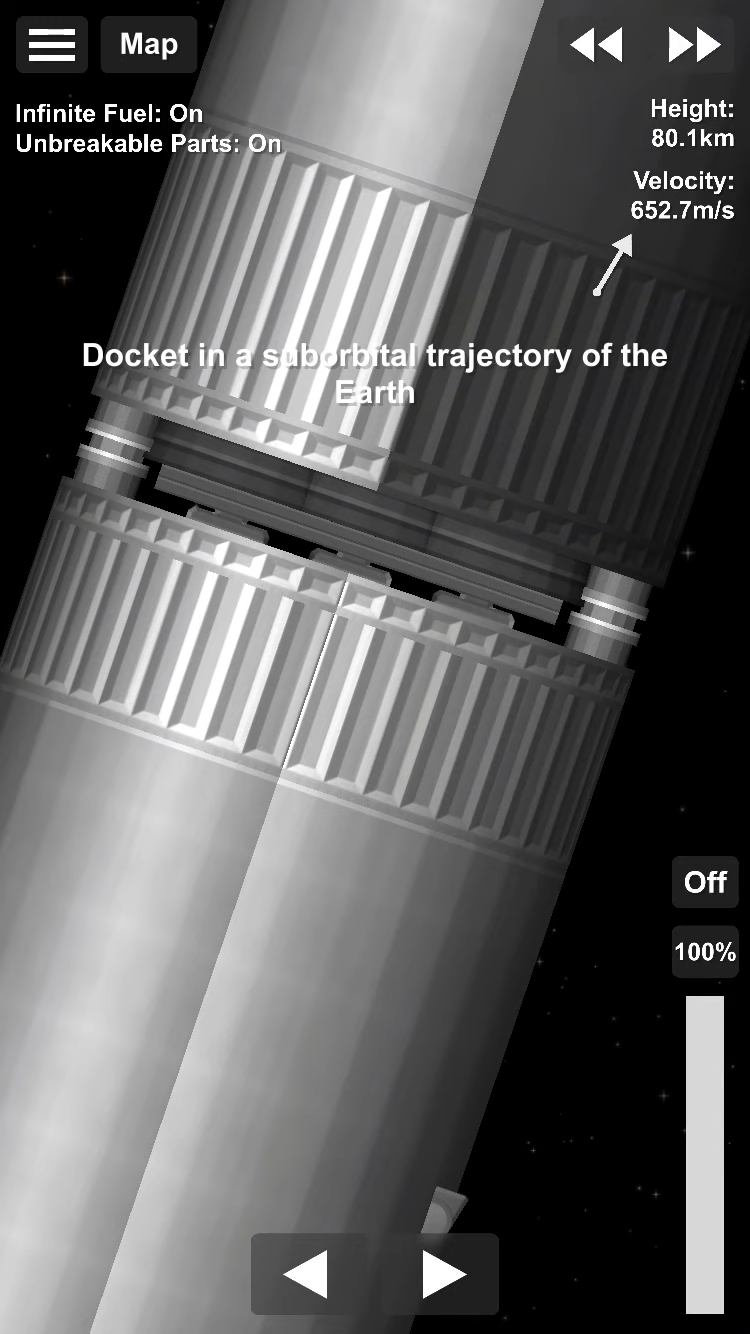 Map
Infinite Fuel: On
Unbreakable Parts: On
Height:
80.1km
Velocity:
652.7m/s
Docket in a suborbital trajectory of the
Earth
Off
100%